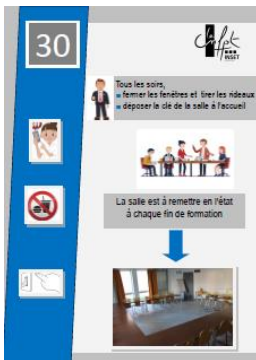 30
INSET
Tous les soirs,
fermer les fenêtres et tirer les rideaux
déposer la clé de la salle à l'accueil
La salle est à remettre en l'état
à chaque fin de formation